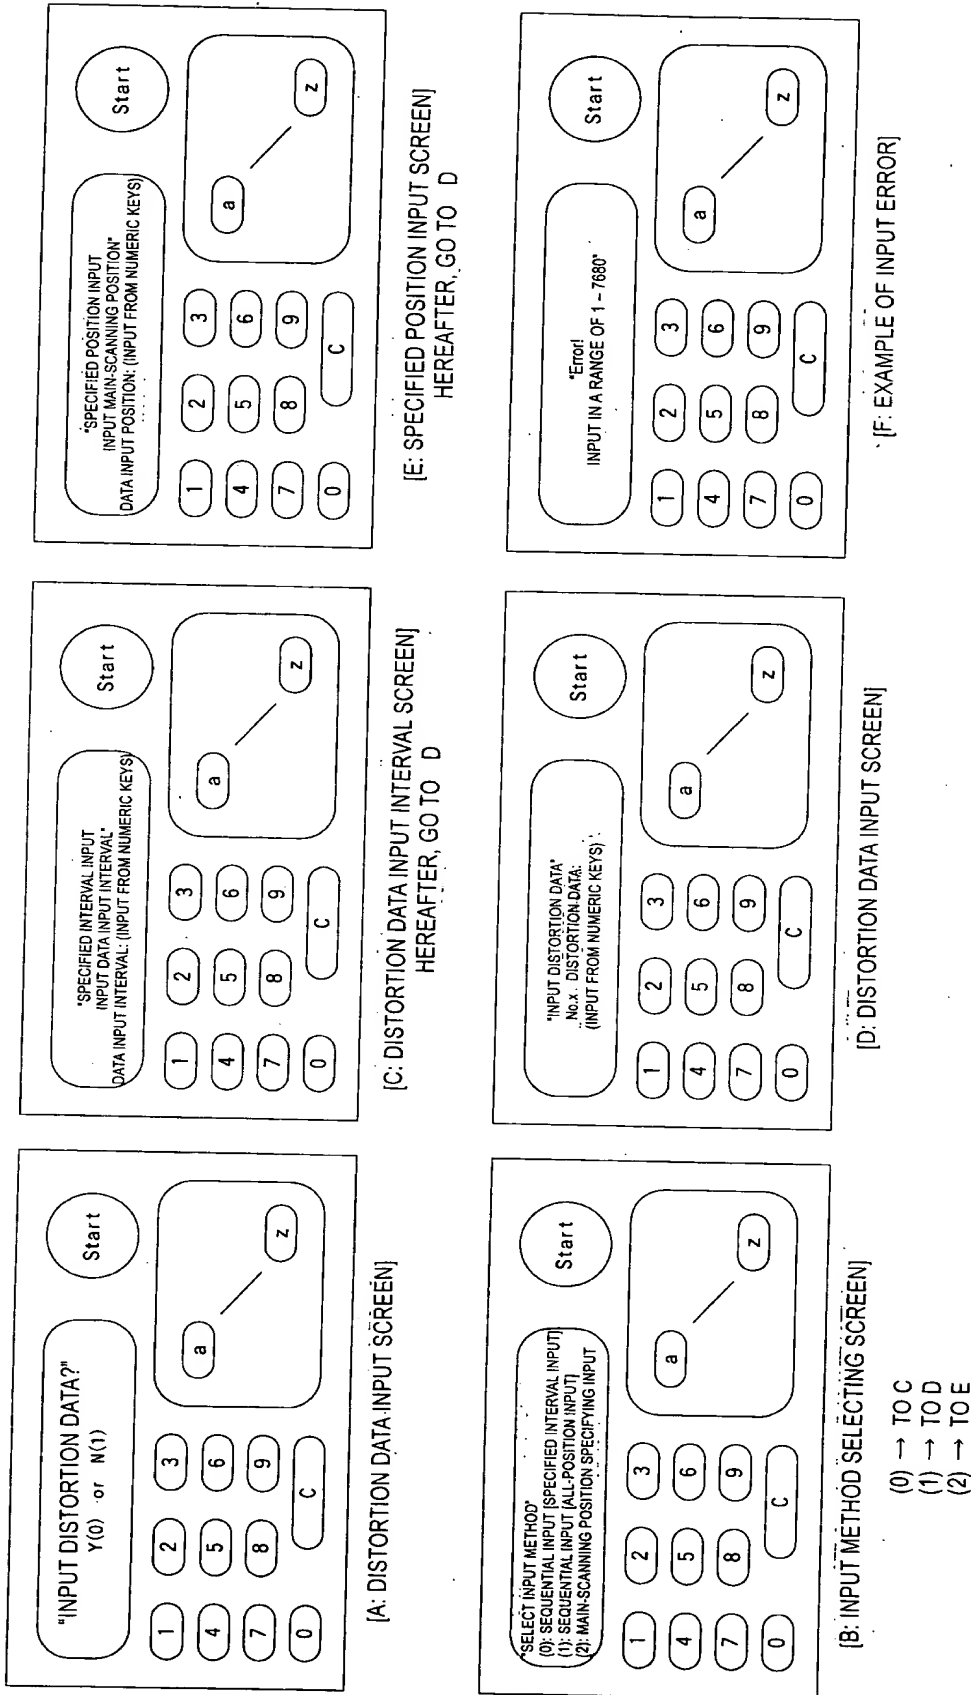 "INPUT DISTORTION DATA?"
Y(0) or N(1)
Start
1 2 3
4 5 6
7 8 9
0 C
a
z
[A: DISTORTION DATA INPUT SCREEN]
"SELECT INPUT METHOD"
(0): SEQUENTIAL INPUT [SPECIFIED INTERVAL INPUT]
(1): SEQUENTIAL INPUT [ALL-POSITION INPUT]
(2): MAIN-SCANNING POSITION SPECIFYING INPUT
Start
1 2 3
4 5 6
7 8 9
0 C
a
z
[B: INPUT METHOD SELECTING SCREEN]
(0) → TO C
(1) → TO D
(2) → TO E
"SPECIFIED INTERVAL INPUT
INPUT DATA INPUT INTERVAL"
DATA INPUT INTERVAL: (INPUT FROM NUMERIC KEYS)
Start
1 2 3
4 5 6
7 8 9
0 C
a
z
[C: DISTORTION DATA INPUT INTERVAL SCREEN]
HEREAFTER, GO TO D
"INPUT DISTORTION DATA"
No.x. DISTORTION DATA:
(INPUT FROM NUMERIC KEYS)
Start
1 2 3
4 5 6
7 8 9
0 C
a
z
[D: DISTORTION DATA INPUT SCREEN]
"SPECIFIED POSITION INPUT
INPUT MAIN-SCANNING POSITION"
DATA INPUT POSITION: (INPUT FROM NUMERIC KEYS)
Start
1 2 3
4 5 6
7 8 9
0 C
a
z
[E: SPECIFIED POSITION INPUT SCREEN]
HEREAFTER, GO TO D
"Error!
INPUT IN A RANGE OF 1 – 7680"
Start
1 2 3
4 5 6
7 8 9
0 C
a
z
[F: EXAMPLE OF INPUT ERROR]